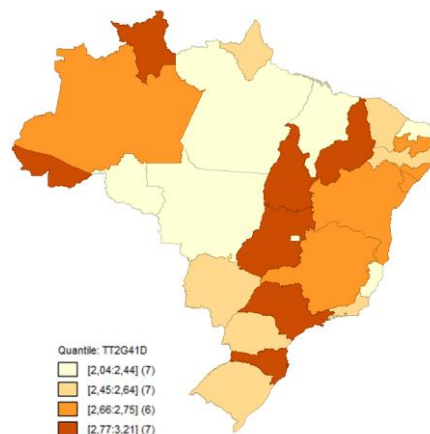 Quantile: TT2G41D
[2,04:2,44] (7)
[2,45:2,64] (7)
[2,66:2,75] (6)
[2,77:3,21] (7)